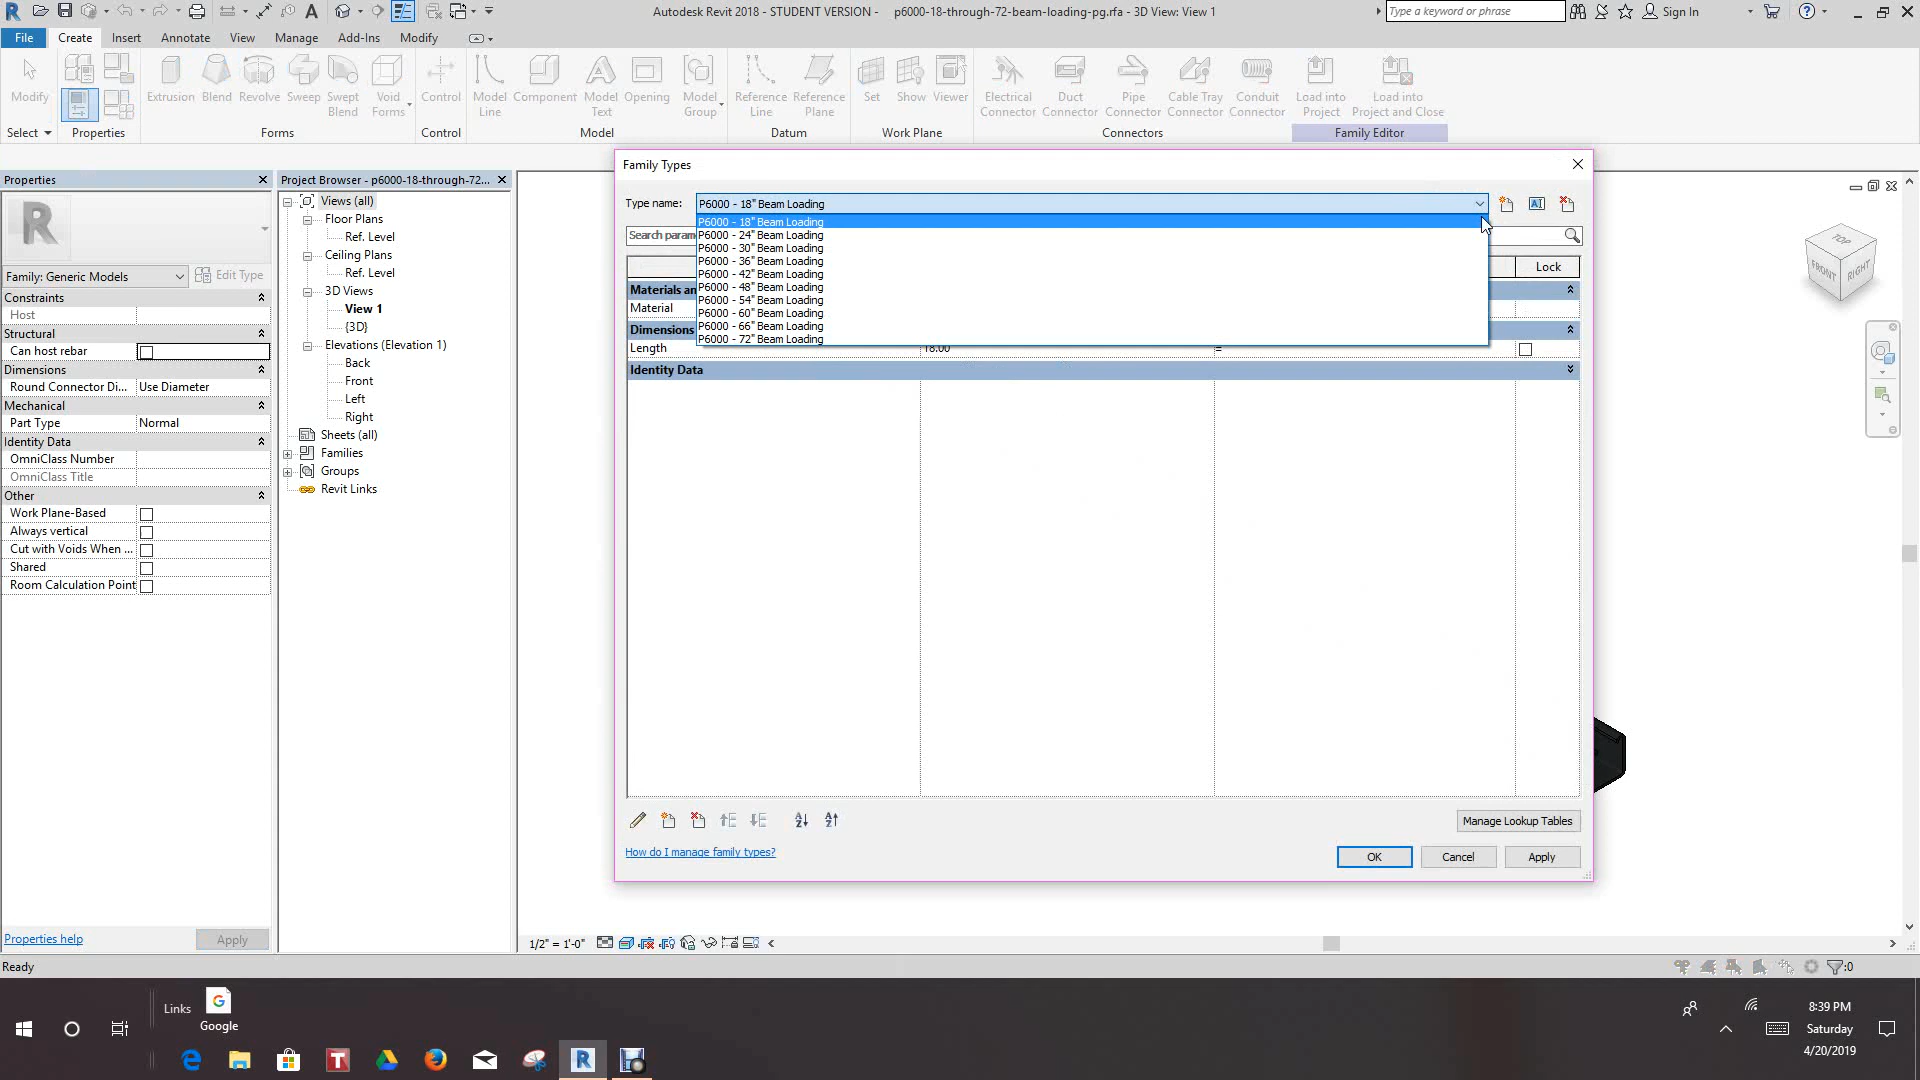 Autodesk Revit 2018 - STUDENT VERSION - p6000-18-through-72-beam-loading-pg.rfa - 3D View: View 1
Type a keyword or phrase
Sign In
File Create Insert Annotate View Manage Add-Ins Modify
Modify
Extrusion Blend Revolve Sweep Swept Blend Void Forms
Control
Model Line Component Model Text Opening Model Group
Reference Line Reference Plane
Set Show Viewer
Electrical Connector Duct Connector Pipe Connector Cable Tray Connector Conduit Connector
Load into Project Load into Project and Close
Select Properties Forms Control Model Datum Work Plane Connectors Family Editor
Properties
Family: Generic Models
Edit Type
Constraints
Host
Structural
Can host rebar
Dimensions
Round Connector Di... Use Diameter
Mechanical
Part Type Normal
Identity Data
OmniClass Number
OmniClass Title
Other
Work Plane-Based
Always vertical
Cut with Voids When ...
Shared
Room Calculation Point
Properties help
Apply
Project Browser - p6000-18-through-72...
Views (all)
Floor Plans
Ref. Level
Ceiling Plans
Ref. Level
3D Views
View 1
{3D}
Elevations (Elevation 1)
Back
Front
Left
Right
Sheets (all)
Families
Groups
Revit Links
Family Types
Type name: P6000 - 18" Beam Loading
P6000 - 18" Beam Loading
P6000 - 24" Beam Loading
P6000 - 30" Beam Loading
P6000 - 36" Beam Loading
P6000 - 42" Beam Loading
P6000 - 48" Beam Loading
P6000 - 54" Beam Loading
P6000 - 60" Beam Loading
P6000 - 66" Beam Loading
P6000 - 72" Beam Loading
Search param
Lock
Materials an
Material
Dimensions
Length 18.00 =
Identity Data
Manage Lookup Tables
How do I manage family types?
OK Cancel Apply
TOP
FRONT RIGHT
1/2" = 1'-0"
Ready
:0
Links
Google
8:39 PM
Saturday
4/20/2019